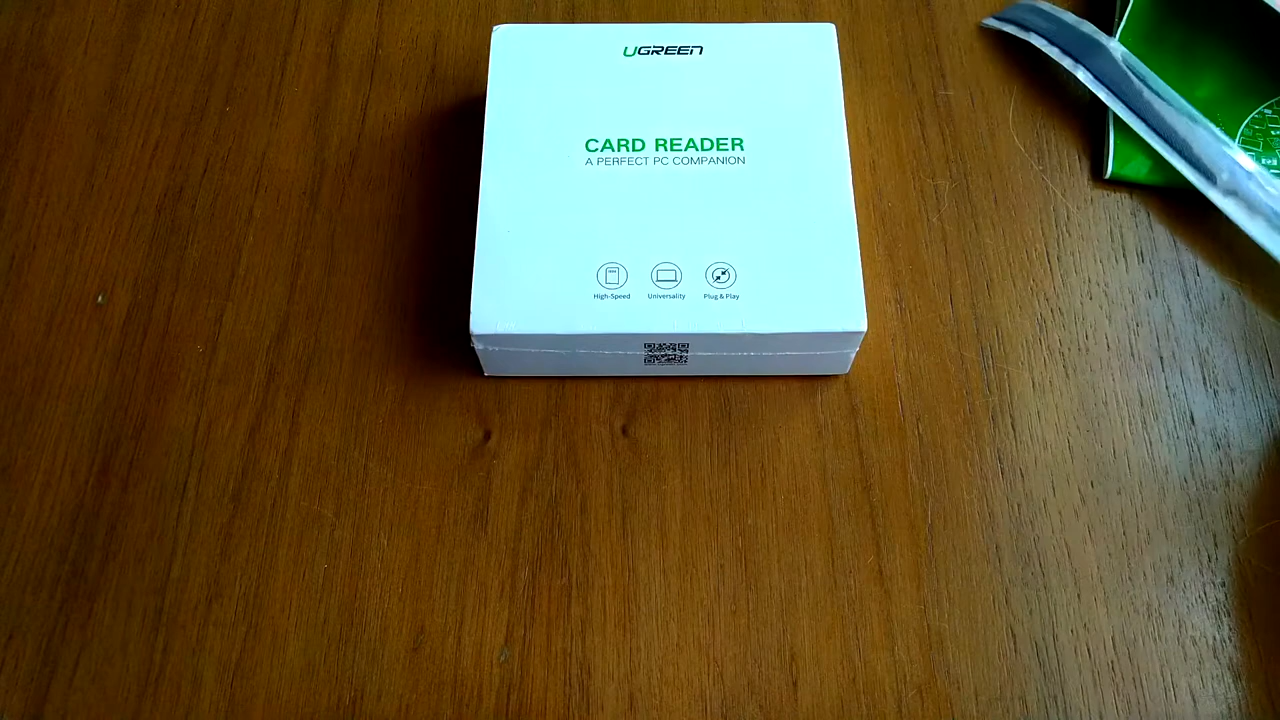 UGREEN
CARD READER
A PERFECT PC COMPANION
High-Speed
Universality
Plug & Play